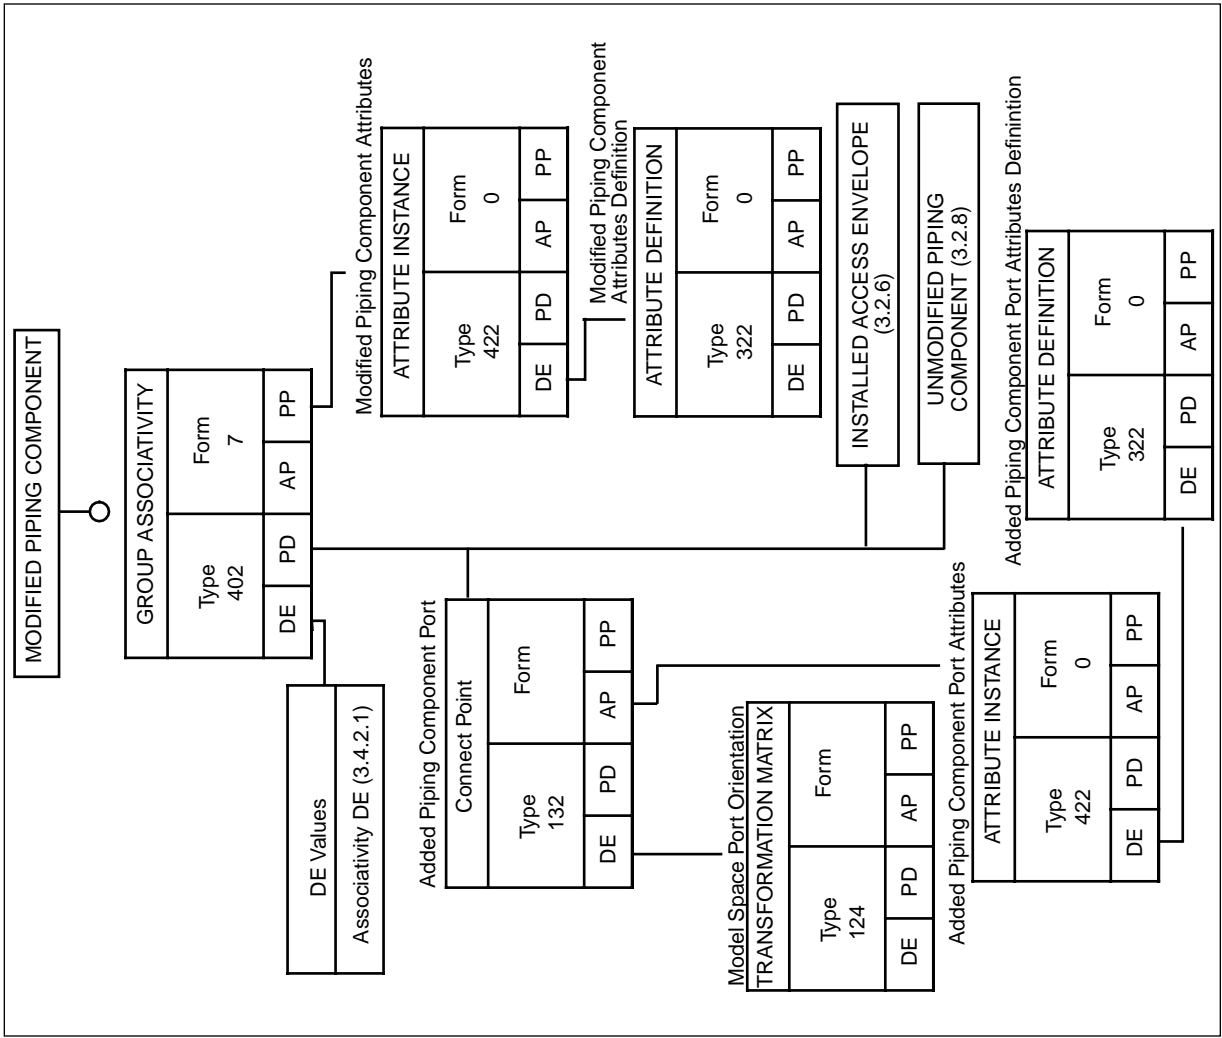 MODIFIED PIPING COMPONENT
GROUP ASSOCIATIVITY
Type
402
Form
7
DE
PD
AP
PP
DE Values
Associativity DE (3.4.2.1)
Modified Piping Component Attributes
ATTRIBUTE INSTANCE
Type
422
Form
0
DE
PD
AP
PP
Modified Piping Component
Attributes Definition
ATTRIBUTE DEFINITION
Type
322
Form
0
DE
PD
AP
PP
Added Piping Component Port
Connect Point
Type
132
Form
DE
PD
AP
PP
INSTALLED ACCESS ENVELOPE
(3.2.6)
UNMODIFIED PIPING
COMPONENT (3.2.8)
Model Space Port Orientation
TRANSFORMATION MATRIX
Type
124
Form
DE
PD
AP
PP
Added Piping Component Port Attributes
ATTRIBUTE INSTANCE
Type
422
Form
0
DE
PD
AP
PP
Added Piping Component Port Attributes Definintion
ATTRIBUTE DEFINITION
Type
322
Form
0
DE
PD
AP
PP